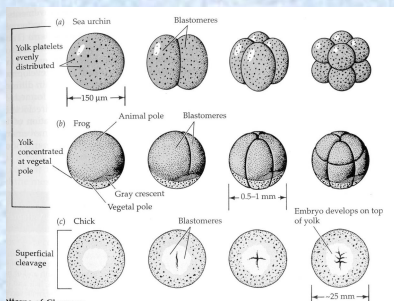 (a) Sea urchin
Blastomeres
Yolk platelets
evenly
distributed
150 μm
(b) Frog
Animal pole
Blastomeres
Yolk
concentrated
at vegetal
pole
Gray crescent
Vegetal pole
0.5–1 mm
(c) Chick
Blastomeres
Embryo develops on top
of yolk
Superficial
cleavage
~25 mm